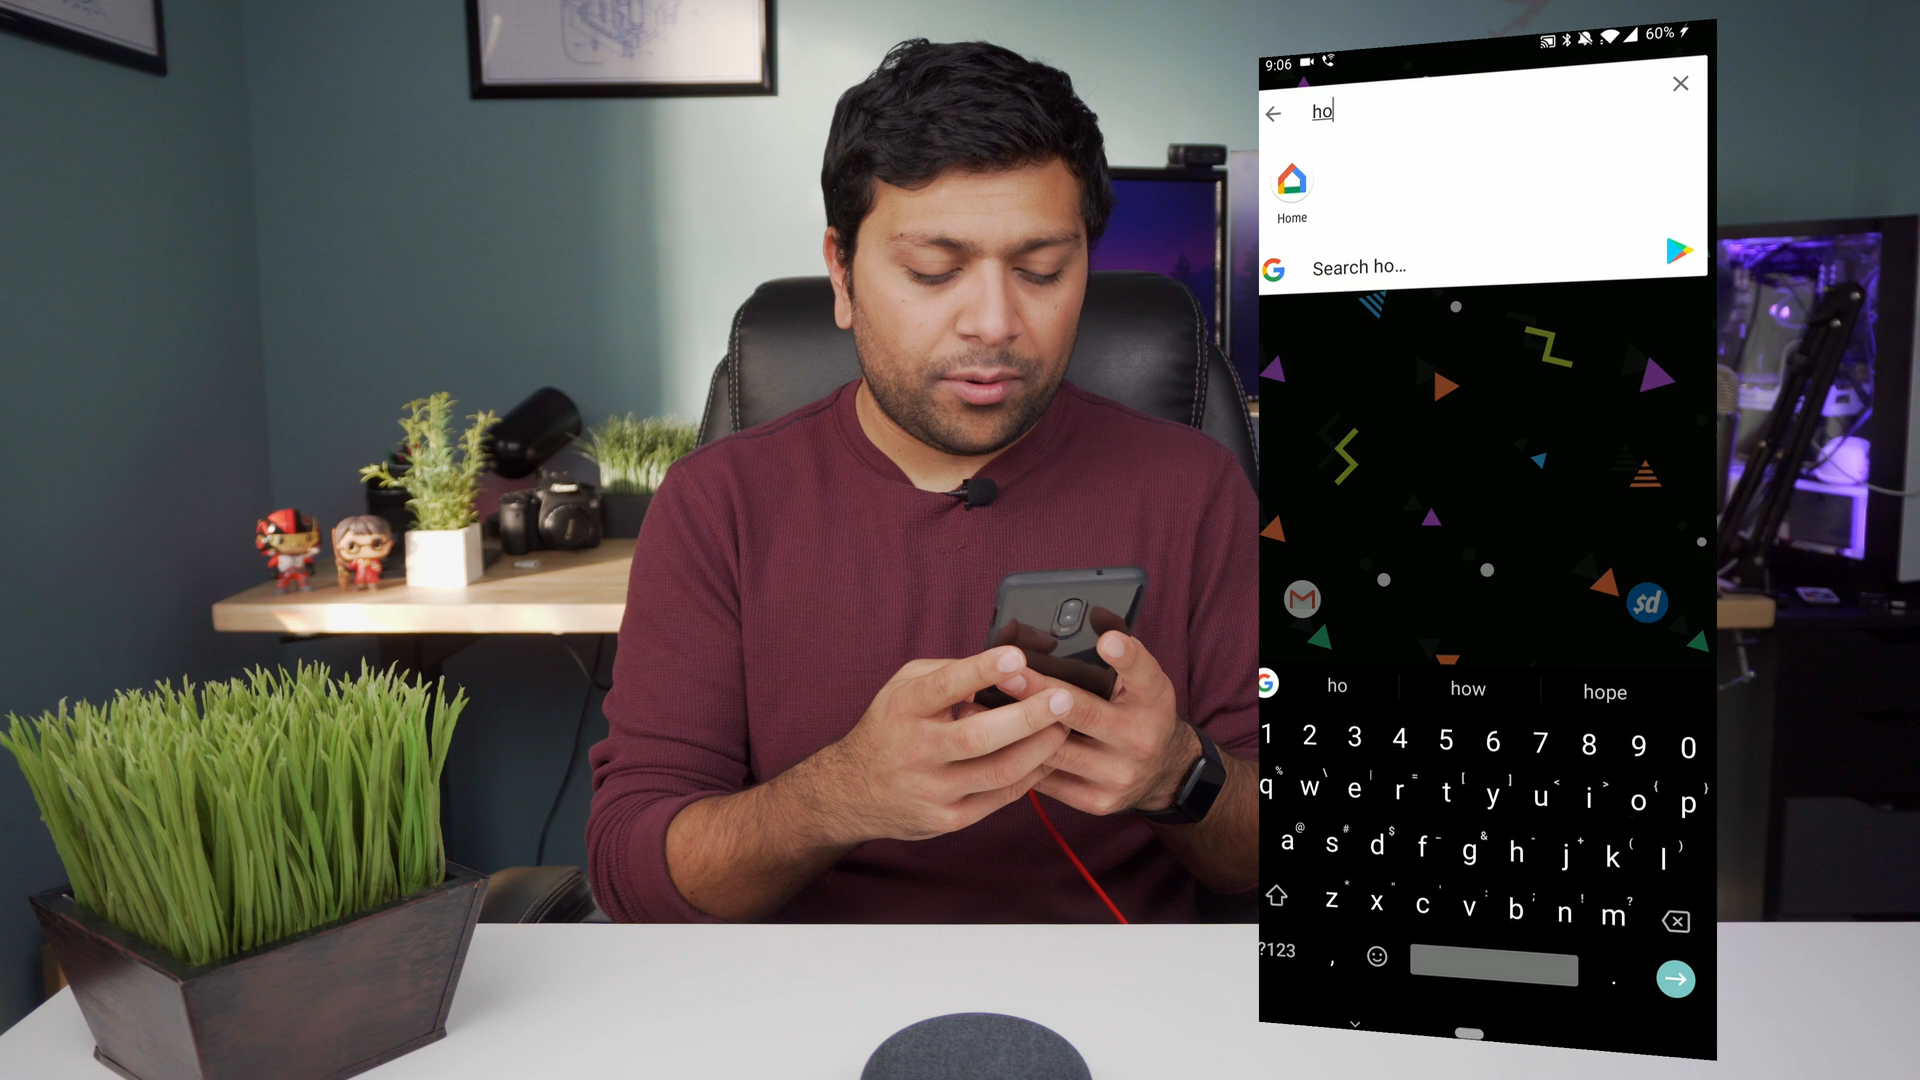 9:06 60%
ho
Home
Search ho...
$d
ho how hope
1 2 3 4 5 6 7 8 9 0
q % w \ e | r = t [ y ] u < i > o { p }
a @ s # d $ f - g & h - j + k ( l )
z * x " c ' v : b ; n ! m ?
?123 , .